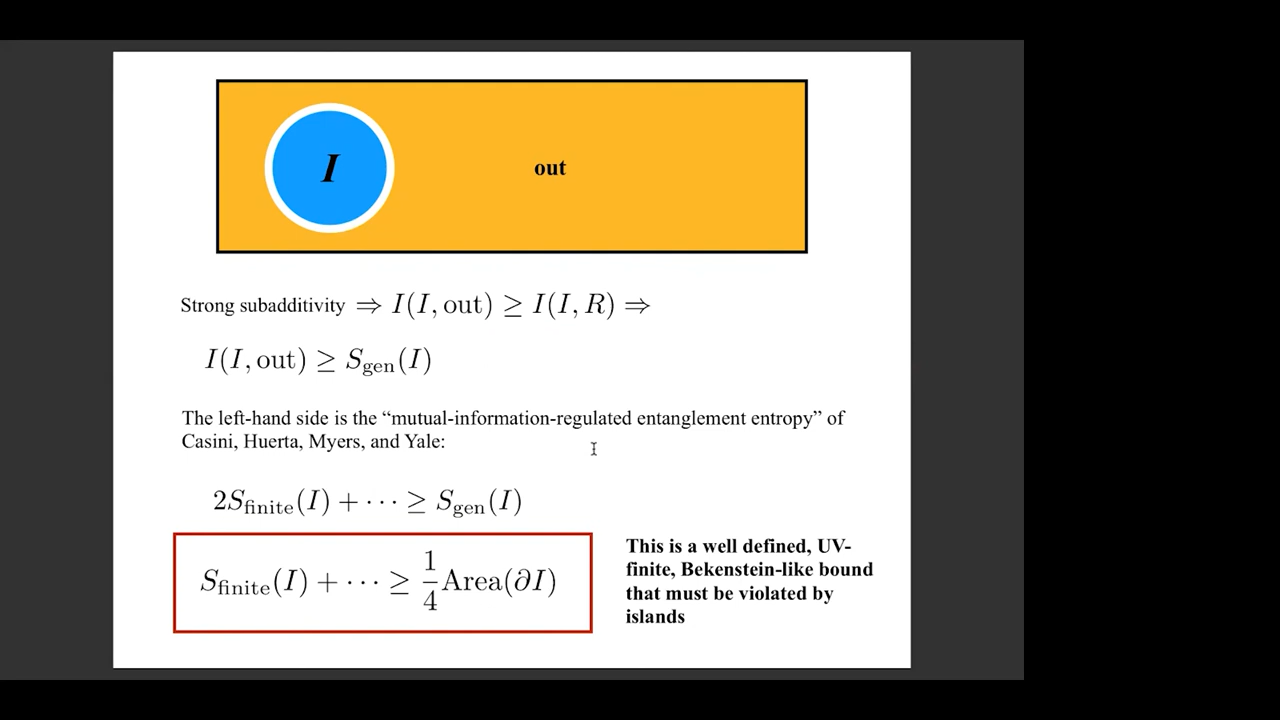 I
out
Strong subadditivity ⇒ I(I, out) ≥ I(I, R) ⇒
I(I, out) ≥ S_gen(I)
The left-hand side is the “mutual-information-regulated entanglement entropy” of
Casini, Huerta, Myers, and Yale:
2S_finite(I) + ··· ≥ S_gen(I)
S_finite(I) + ··· ≥ 1/4 Area(∂I)
This is a well defined, UV-
finite, Bekenstein-like bound
that must be violated by
islands